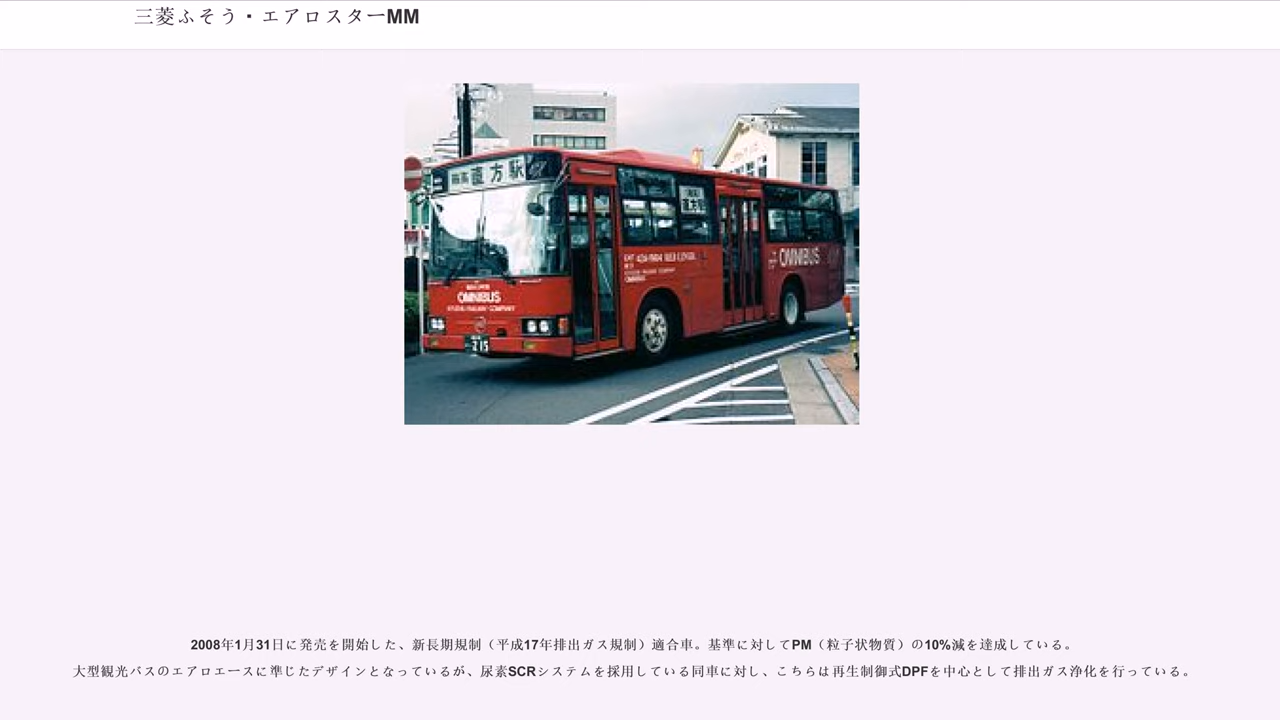 三菱ふそう・エアロスターMM
直方駅
直方駅
OMNIBUS
OMNIBUS
2008年1月31日に発売を開始した、新長期規制（平成17年排出ガス規制）適合車。基準に対してPM（粒子状物質）の10%減を達成している。
大型観光バスのエアロエースに準じたデザインとなっているが、尿素SCRシステムを採用している同車に対し、こちらは再生制御式DPFを中心として排出ガス浄化を行っている。